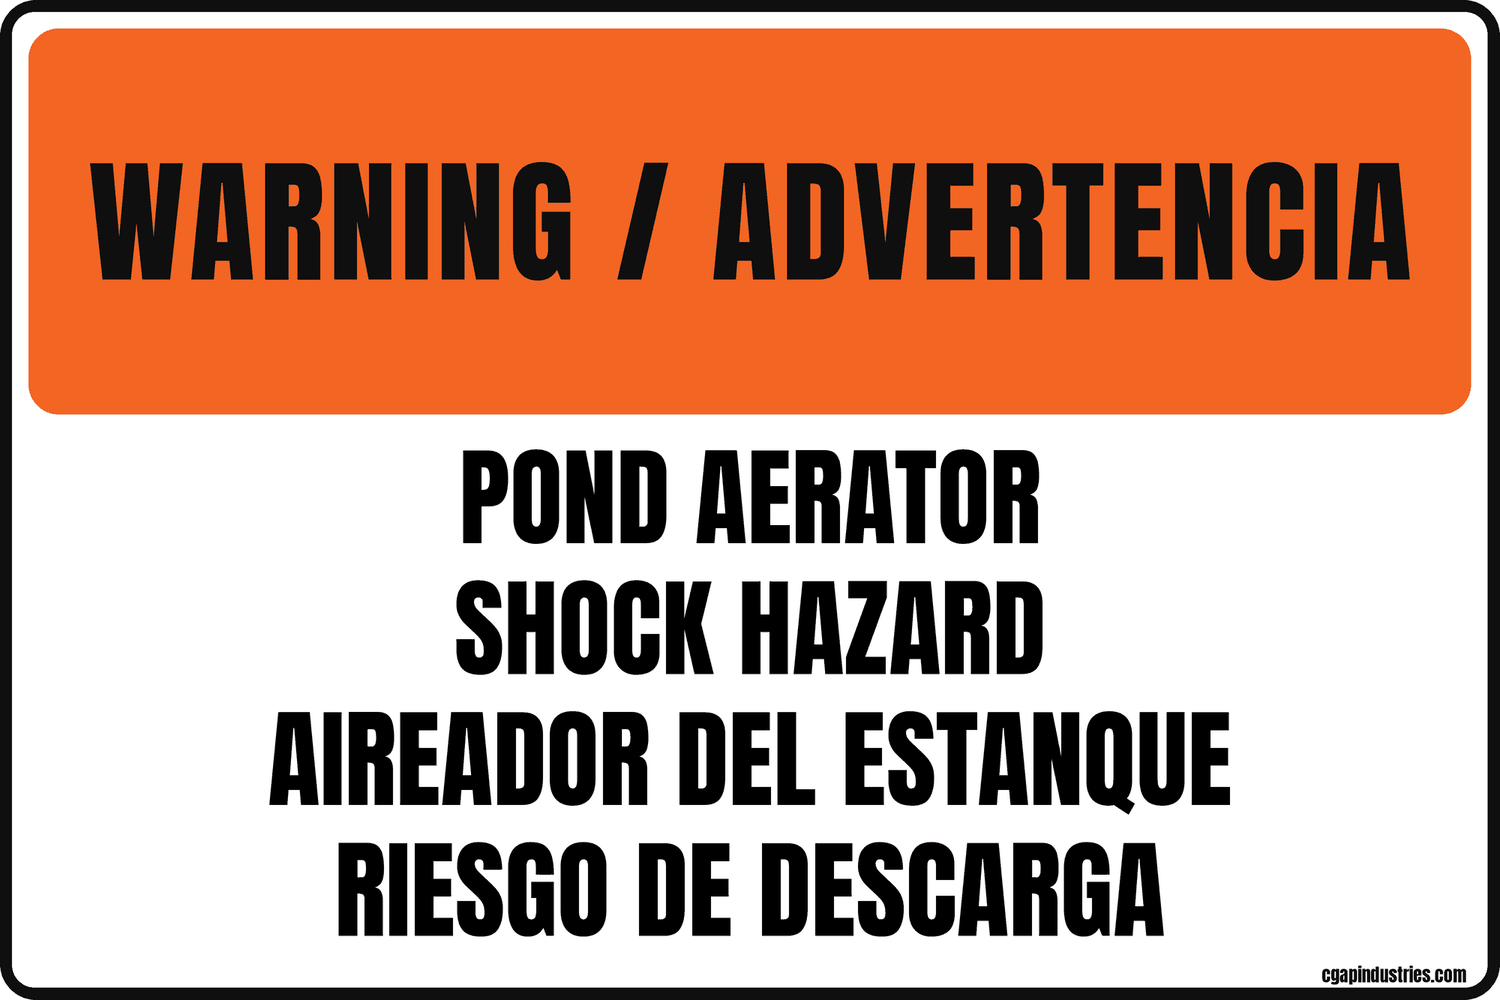 WARNING / ADVERTENCIA
POND AERATOR
SHOCK HAZARD
AIREADOR DEL ESTANQUE
RIESGO DE DESCARGA
cgapindustries.com